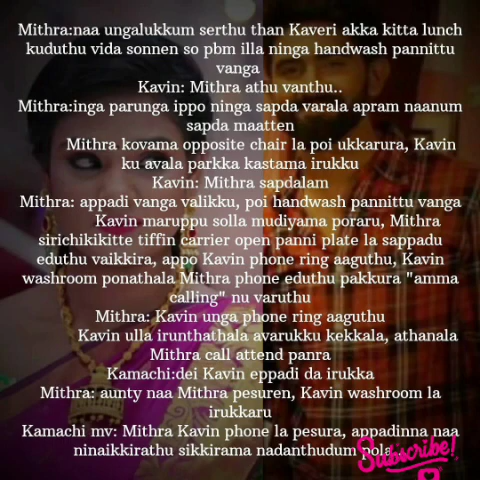 Mithra:naa ungalukkum serthu than Kaveri akka kitta lunch
kuduthu vida sonnen so pbm illa ninga handwash pannittu
vanga
Kavin: Mithra athu vanthu..
Mithra:inga parunga ippo ninga sapda varala apram naanum
sapda maatten
Mithra kovama opposite chair la poi ukkarura, Kavin
ku avala parkka kastama irukku
Kavin: Mithra sapdalam
Mithra: appadi vanga valikku, poi handwash pannittu vanga
Kavin maruppu solla mudiyama poraru, Mithra
sirichikikitte tiffin carrier open panni plate la sappadu
eduthu vaikkira, appo Kavin phone ring aaguthu, Kavin
washroom ponathala Mithra phone eduthu pakkura "amma
calling" nu varuthu
Mithra: Kavin unga phone ring aaguthu
Kavin ulla irunthathala avarukku kekkala, athanala
Mithra call attend panra
Kamachi:dei Kavin eppadi da irukka
Mithra: aunty naa Mithra pesuren, Kavin washroom la
irukkaru
Kamachi mv: Mithra Kavin phone la pesura, appadinna naa
ninaikkirathu sikkirama nadanthudum pola..
Subscribe!